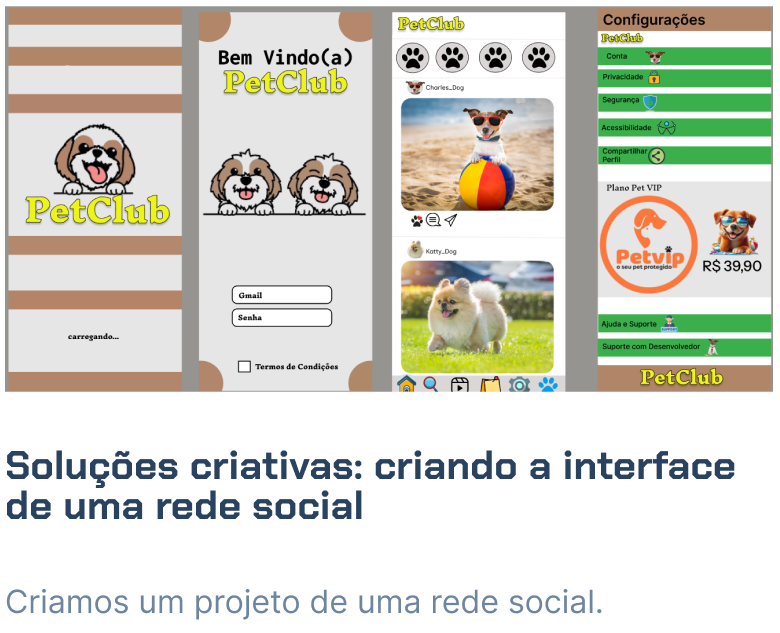 PetClub
carregando...
Bem Vindo(a)
PetClub
Gmail
Senha
Termos de Condições
PetClub
Charles_Dog
Katty_Dog
Configurações
PetClub
Conta
Privacidade
Segurança
Acessibilidade
Compartilhar
Perfil
Plano Pet VIP
Petvip
o seu pet protegido
R$ 39,90
Ajuda e Suporte
Suporte com Desenvolvedor
PetClub
Soluções criativas: criando a interface
de uma rede social
Criamos um projeto de uma rede social.